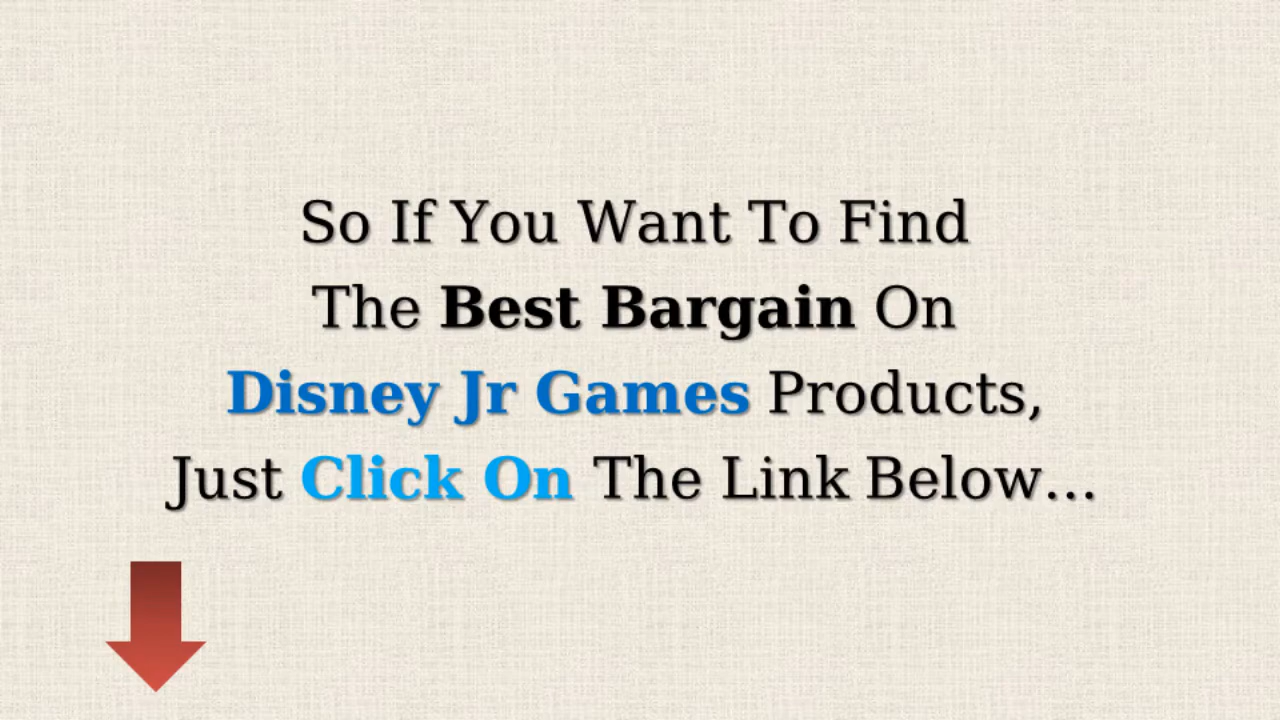 So If You Want To Find
The Best Bargain On
Disney Jr Games Products,
Just Click On The Link Below...